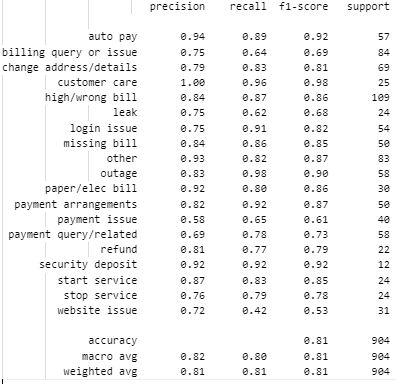 precision recall f1-score support
auto pay 0.94 0.89 0.92 57
billing query or issue 0.75 0.64 0.69 84
change address/details 0.79 0.83 0.81 69
customer care 1.00 0.96 0.98 25
high/wrong bill 0.84 0.87 0.86 109
leak 0.75 0.62 0.68 24
login issue 0.75 0.91 0.82 54
missing bill 0.84 0.86 0.85 50
other 0.93 0.82 0.87 83
outage 0.83 0.98 0.90 58
paper/elec bill 0.92 0.80 0.86 30
payment arrangements 0.82 0.92 0.87 50
payment issue 0.58 0.65 0.61 40
payment query/related 0.69 0.78 0.73 58
refund 0.81 0.77 0.79 22
security deposit 0.92 0.92 0.92 12
start service 0.87 0.83 0.85 24
stop service 0.76 0.79 0.78 24
website issue 0.72 0.42 0.53 31
accuracy 0.81 904
macro avg 0.82 0.80 0.81 904
weighted avg 0.81 0.81 0.81 904